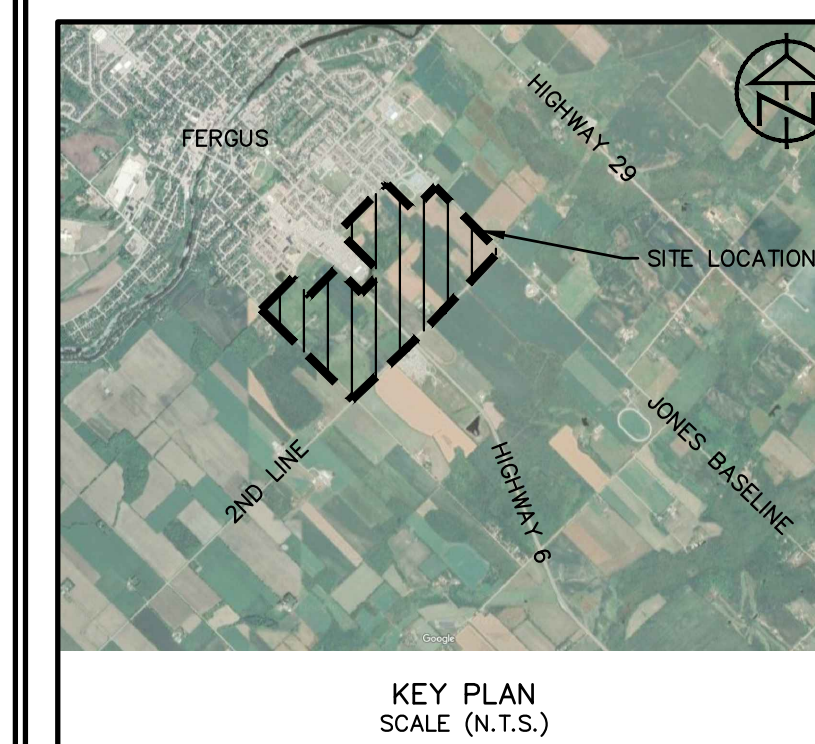 HIGHWAY 29
N
FERGUS
SITE LOCATION
JONES BASELINE
2ND LINE
HIGHWAY 6
Google
KEY PLAN
SCALE (N.T.S.)